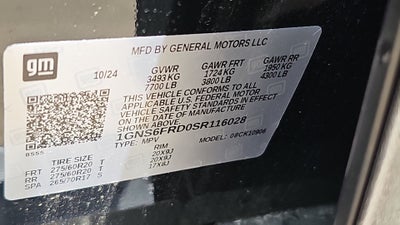 MFD BY GENERAL MOTORS LLC
gm
10/24 GVWR GAWR FRT GAWR RR
3493 KG 1724 KG 1950 KG
7700 LB 3800 LB 4300 LB
THIS VEHICLE CONFORMS TO ALL
APPLICABLE U.S. FEDERAL MOTOR
VEHICLE SAFETY STANDARDS IN EFFECT
ON THE DATE OF MANUFACTURE
SHOWN ABOVE.
1GNS6FRD0SR116028
TYPE: MPV MODEL: 08CK10906
TIRE SIZE RIM
FRT 275/60R20 T 20X9J
RR 275/60R20 T 20X9J
SPA 265/70R17 S 17X8J